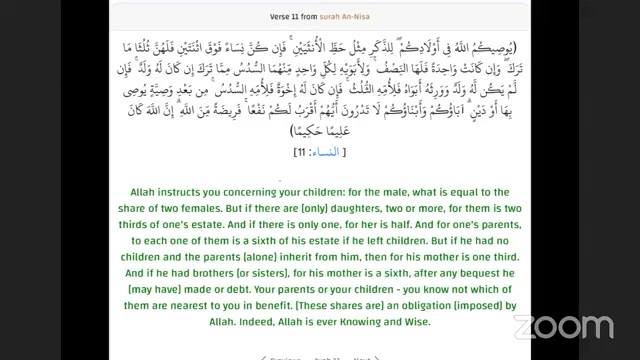 Verse 11 from surah An-Nisa
(يُوصِيكُمُ اللَّهُ فِي أَوْلَادِكُمْ ۖ لِلذَّكَرِ مِثْلُ حَظِّ الْأُنثَيَيْنِ ۚ فَإِن كُنَّ نِسَاءً فَوْقَ اثْنَتَيْنِ فَلَهُنَّ ثُلُثَا مَا
تَرَكَ ۖ وَإِن كَانَتْ وَاحِدَةً فَلَهَا النِّصْفُ ۚ وَلِأَبَوَيْهِ لِكُلِّ وَاحِدٍ مِّنْهُمَا السُّدُسُ مِمَّا تَرَكَ إِن كَانَ لَهُ وَلَدٌ ۚ فَإِن
لَّمْ يَكُن لَّهُ وَلَدٌ وَوَرِثَهُ أَبَوَاهُ فَلِأُمِّهِ الثُّلُثُ ۚ فَإِن كَانَ لَهُ إِخْوَةٌ فَلِأُمِّهِ السُّدُسُ ۚ مِن بَعْدِ وَصِيَّةٍ يُوصِي
بِهَا أَوْ دَيْنٍ ۗ آبَاؤُكُمْ وَأَبْنَاؤُكُمْ لَا تَدْرُونَ أَيُّهُمْ أَقْرَبُ لَكُمْ نَفْعًا ۚ فَرِيضَةً مِّنَ اللَّهِ ۗ إِنَّ اللَّهَ كَانَ
عَلِيمًا حَكِيمًا)
[ النساء: 11]
Allah instructs you concerning your children: for the male, what is equal to the
share of two females. But if there are [only] daughters, two or more, for them is two
thirds of one's estate. And if there is only one, for her is half. And for one's parents,
to each one of them is a sixth of his estate if he left children. But if he had no
children and the parents [alone] inherit from him, then for his mother is one third.
And if he had brothers [or sisters], for his mother is a sixth, after any bequest he
[may have] made or debt. Your parents or your children - you know not which of
them are nearest to you in benefit. [These shares are] an obligation [imposed] by
Allah. Indeed, Allah is ever Knowing and Wise.
zoom